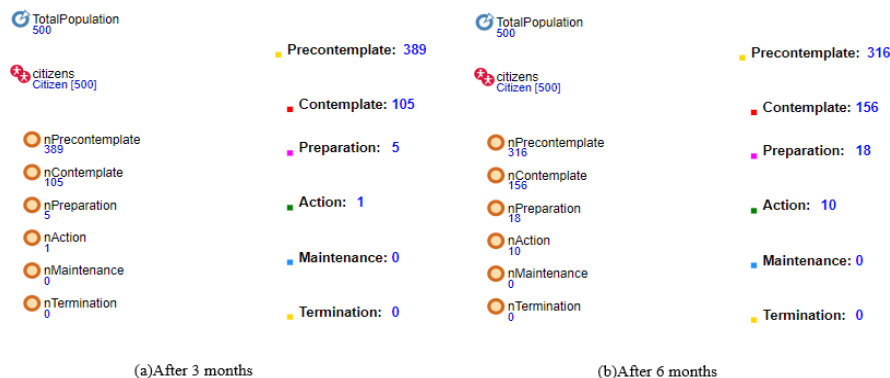 TotalPopulation
500
citizens
Citizen [500]
nPrecontemplate
389
nContemplate
105
nPreparation
5
nAction
1
nMaintenance
0
nTermination
0
Precontemplate: 389
Contemplate: 105
Preparation: 5
Action: 1
Maintenance: 0
Termination: 0
(a)After 3 months
TotalPopulation
500
citizens
Citizen [500]
nPrecontemplate
316
nContemplate
156
nPreparation
18
nAction
10
nMaintenance
0
nTermination
0
Precontemplate: 316
Contemplate: 156
Preparation: 18
Action: 10
Maintenance: 0
Termination: 0
(b)After 6 months